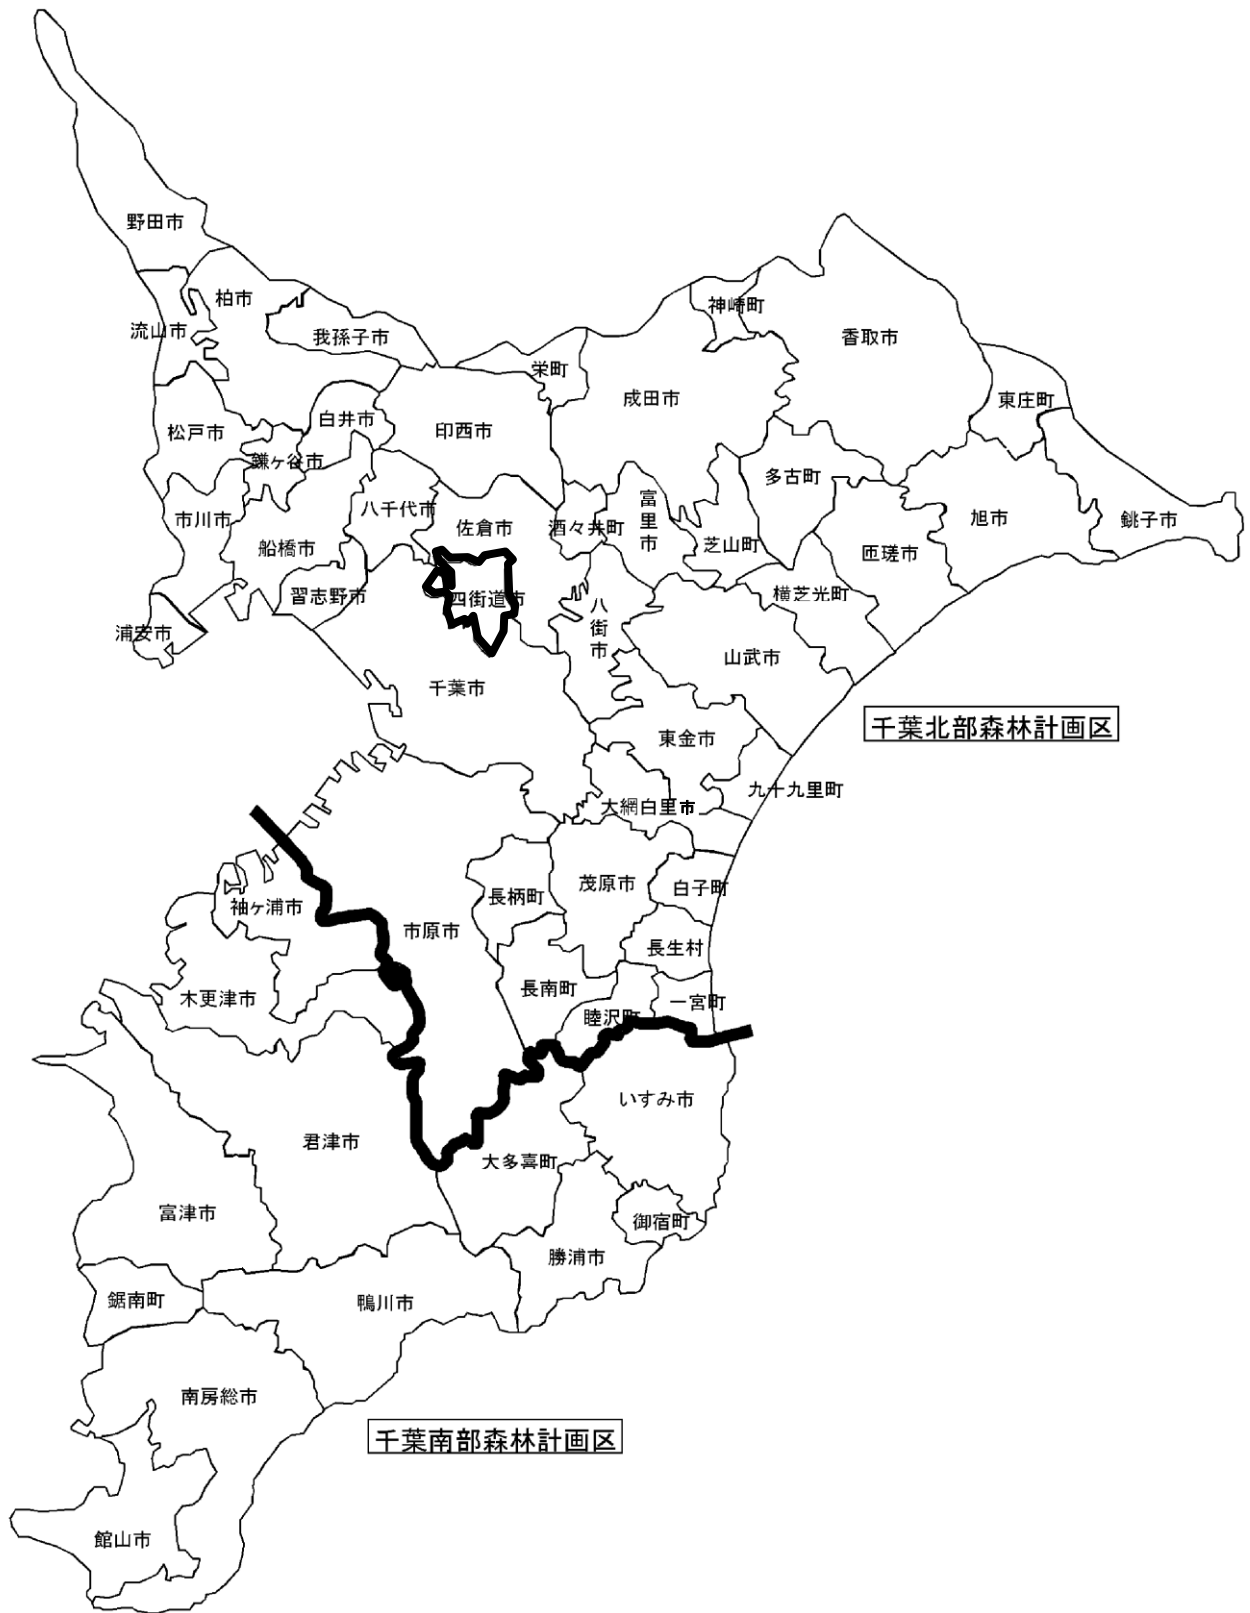 野田市
柏市
流山市
我孫子市
神崎町
香取市
栄町
成田市
東庄町
松戸市
白井市
印西市
鎌ヶ谷市
多古町
市川市
八千代市
佐倉市
酒々井町
富里市
芝山町
旭市
銚子市
船橋市
匝瑳市
習志野市
四街道市
八街市
横芝光町
浦安市
山武市
千葉市
千葉北部森林計画区
東金市
九十九里町
大網白里市
茂原市
白子町
長柄町
袖ヶ浦市
市原市
長生村
木更津市
長南町
一宮町
睦沢町
いすみ市
君津市
大多喜町
富津市
御宿町
勝浦市
鋸南町
鴨川市
南房総市
千葉南部森林計画区
館山市